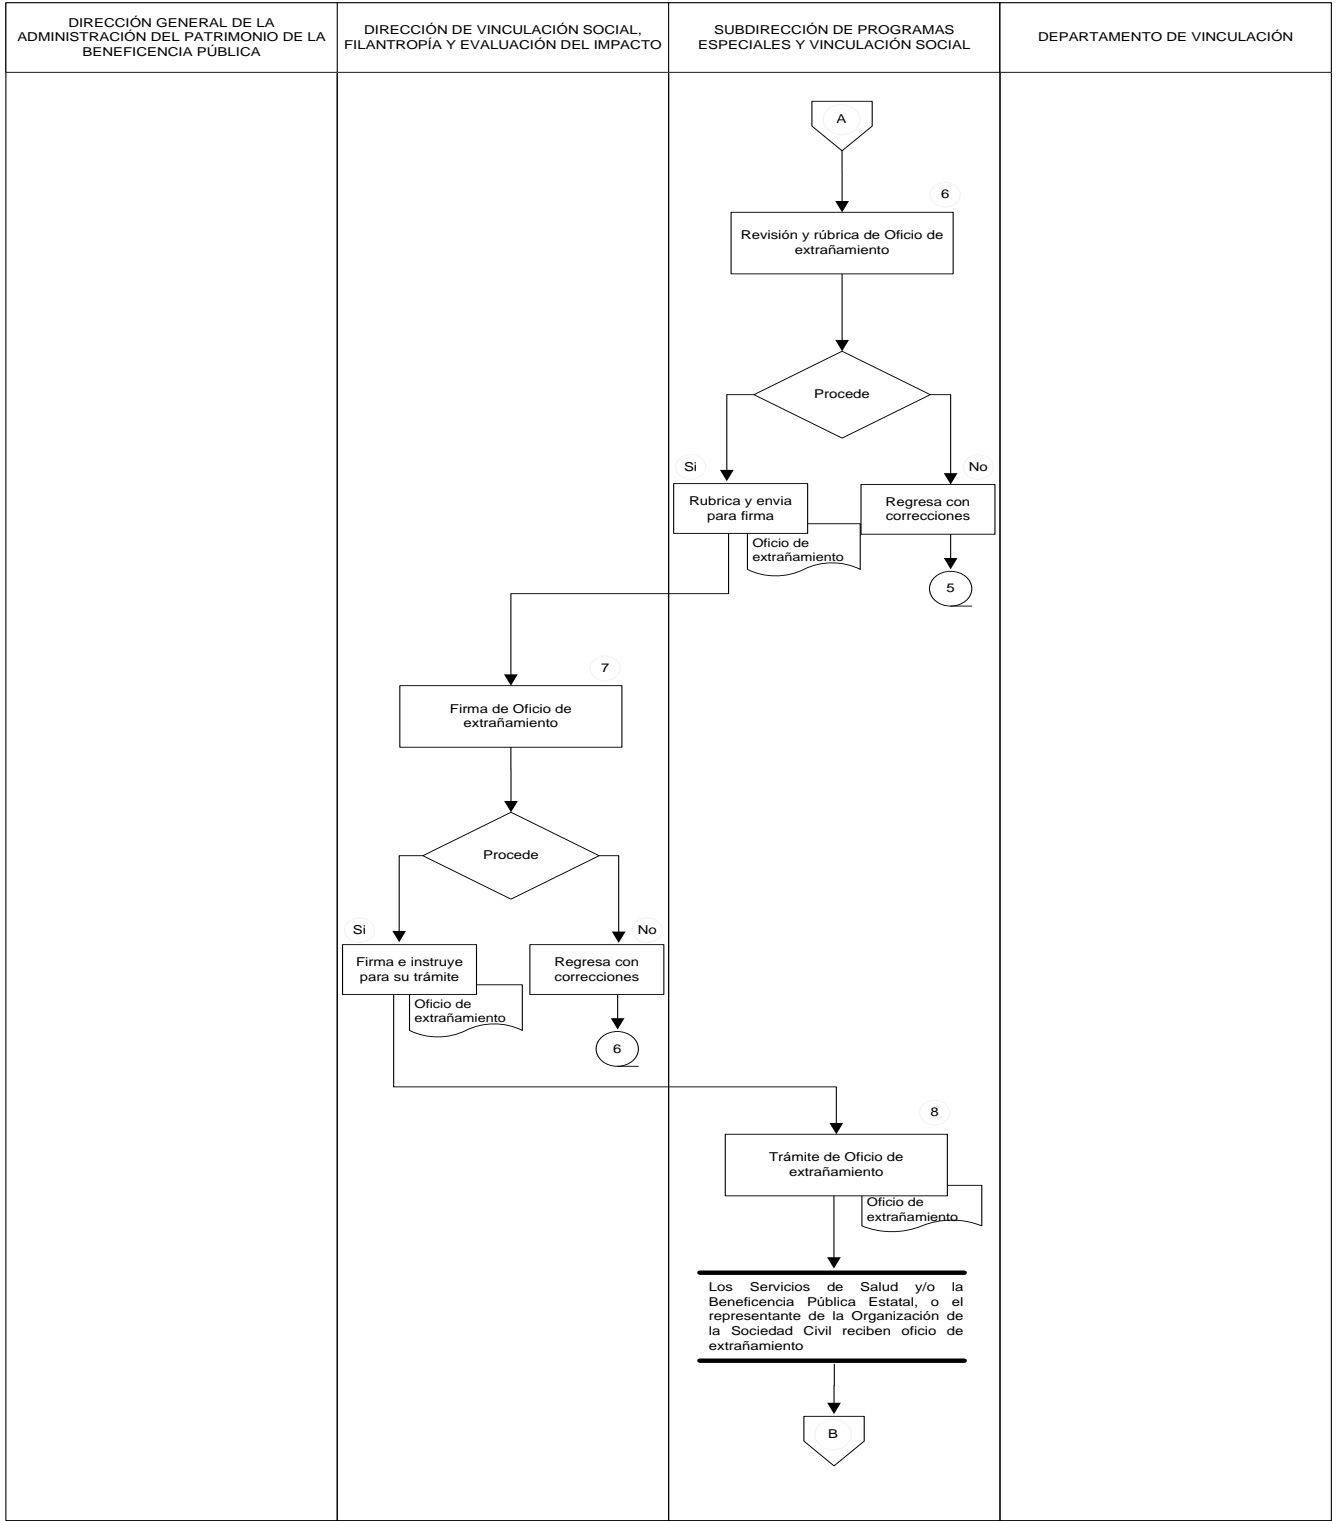 DIRECCIÓN GENERAL DE LA
ADMINISTRACIÓN DEL PATRIMONIO DE LA
BENEFICENCIA PÚBLICA
DIRECCIÓN DE VINCULACIÓN SOCIAL,
FILANTROPÍA Y EVALUACIÓN DEL IMPACTO
SUBDIRECCIÓN DE PROGRAMAS
ESPECIALES Y VINCULACIÓN SOCIAL
DEPARTAMENTO DE VINCULACIÓN
A
6
Revisión y rúbrica de Oficio de
extrañamiento
Procede
Si
No
Rubrica y envia
para firma
Regresa con
correcciones
Oficio de
extrañamiento
5
7
Firma de Oficio de
extrañamiento
Procede
Si
No
Firma e instruye
para su trámite
Regresa con
correcciones
Oficio de
extrañamiento
6
8
Trámite de Oficio de
extrañamiento
Oficio de
extrañamiento
Los Servicios de Salud y/o la
Beneficencia Pública Estatal, o el
representante de la Organización de
la Sociedad Civil reciben oficio de
extrañamiento
B